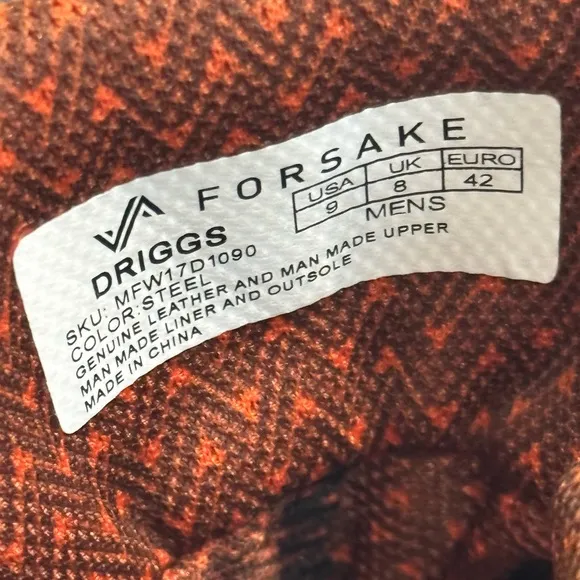 FORSAKE
USA UK EURO
9 8 42
MENS
DRIGGS
SKU: MFW17D1090
COLOR:STEEL
GENUINE LEATHER AND MAN MADE UPPER
MAN MADE LINER AND OUTSOLE
MADE IN CHINA